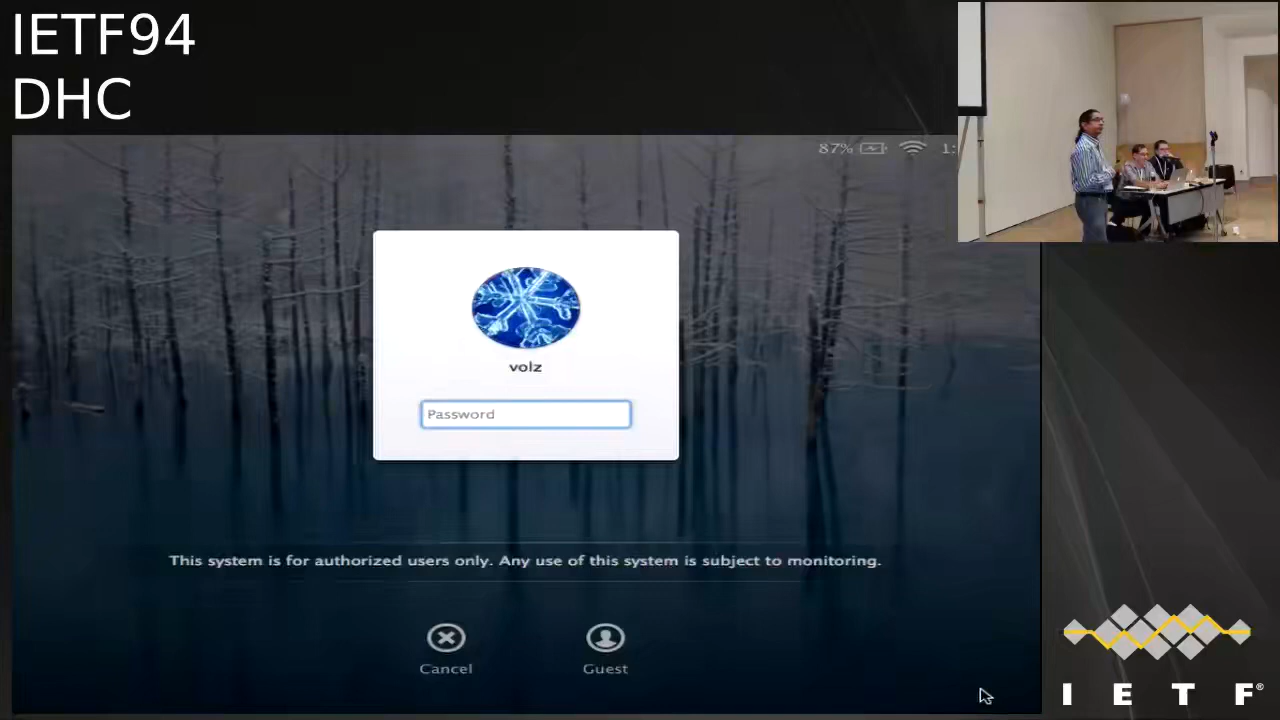 IETF94
DHC
87%
1:
volz
Password
This system is for authorized users only. Any use of this system is subject to monitoring.
Cancel
Guest
I E T F®